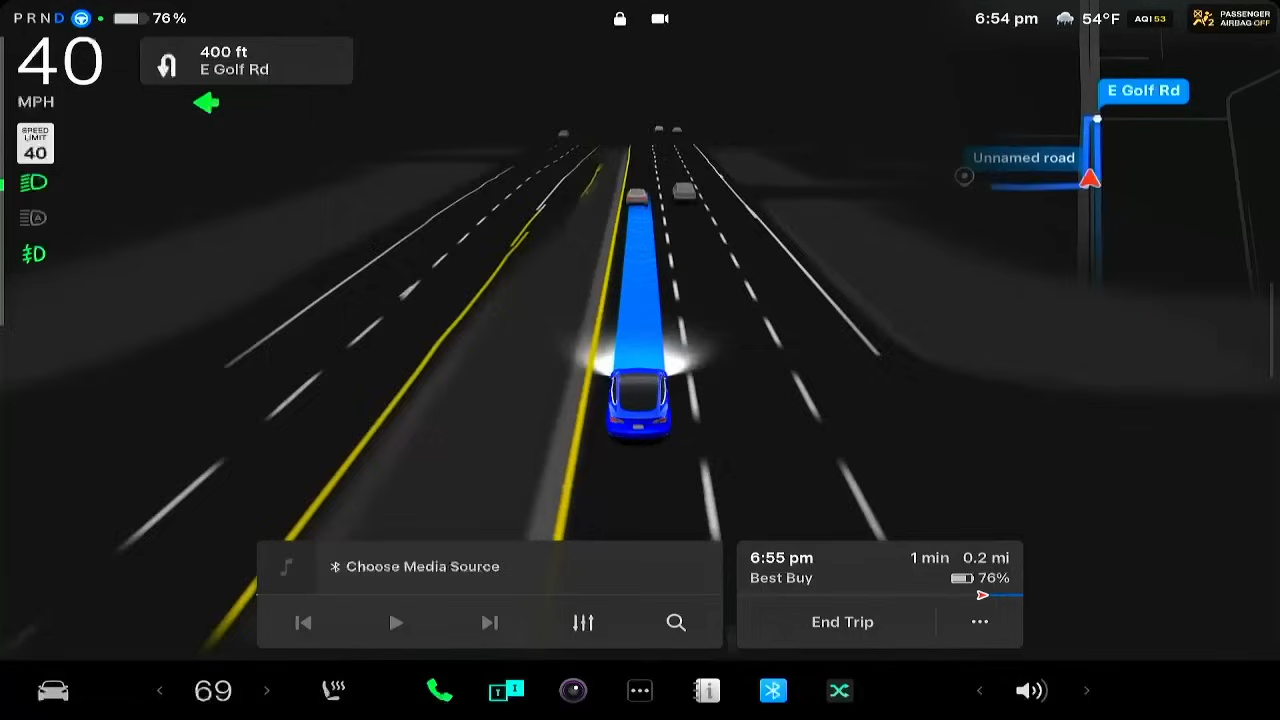 P R N D
76 %
6:54 pm
54°F
AQI 53
PASSENGER
AIRBAG OFF
2
40
MPH
400 ft
E Golf Rd
SPEED
LIMIT
40
A
E Golf Rd
Unnamed road
Choose Media Source
6:55 pm
1 min
0.2 mi
Best Buy
76%
End Trip
69